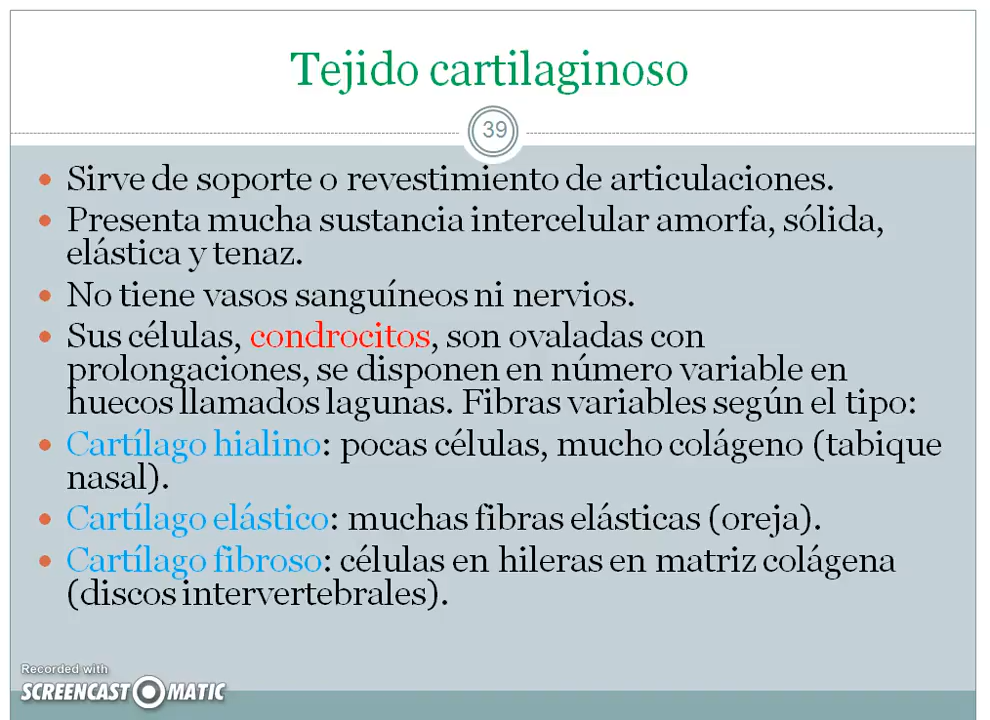 Tejido cartilaginoso
39
• Sirve de soporte o revestimiento de articulaciones.
• Presenta mucha sustancia intercelular amorfa, sólida,
elástica y tenaz.
• No tiene vasos sanguíneos ni nervios.
• Sus células, condrocitos, son ovaladas con
prolongaciones, se disponen en número variable en
huecos llamados lagunas. Fibras variables según el tipo:
• Cartílago hialino: pocas células, mucho colágeno (tabique
nasal).
• Cartílago elástico: muchas fibras elásticas (oreja).
• Cartílago fibroso: células en hileras en matriz colágena
(discos intervertebrales).
Recorded with
SCREENCAST MATIC